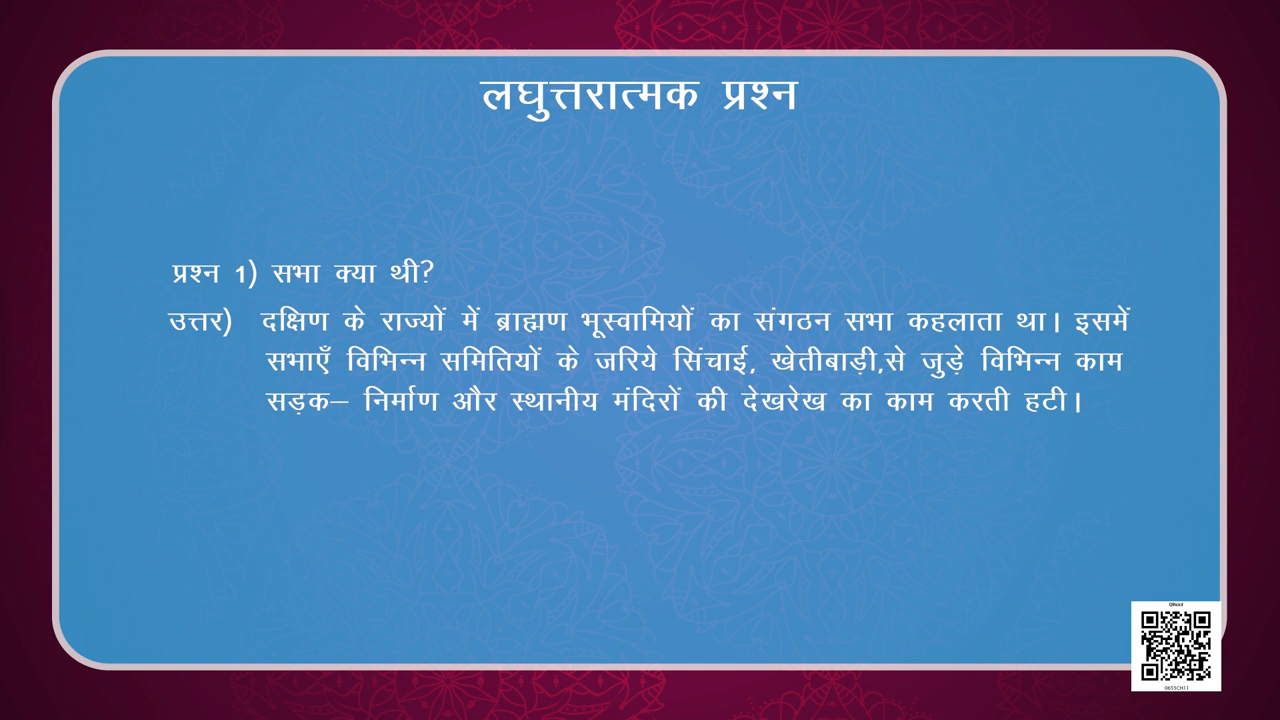 लघुत्तरात्मक प्रश्न
प्रश्न 1) सभा क्या थी?
उत्तर) दक्षिण के राज्यों में ब्राह्मण भूस्वामियों का संगठन सभा कहलाता था। इसमें
सभाएँ विभिन्न समितियों के जरिये सिंचाई, खेतीबाड़ी,से जुड़े विभिन्न काम
सड़क– निर्माण और स्थानीय मंदिरों की देखरेख का काम करती हटी।
0655CH11